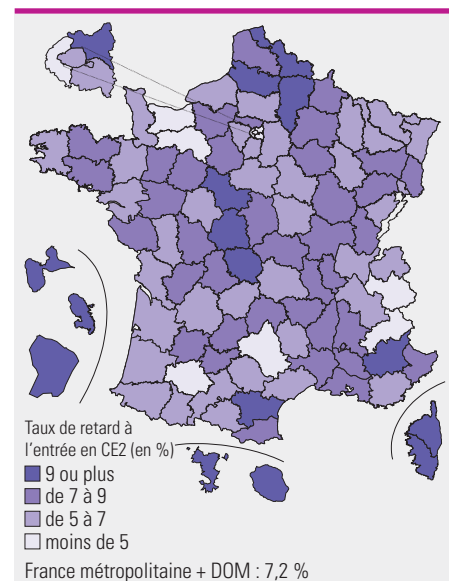 Taux de retard à
l'entrée en CE2 (en %)
9 ou plus
de 7 à 9
de 5 à 7
moins de 5
France métropolitaine + DOM : 7,2 %